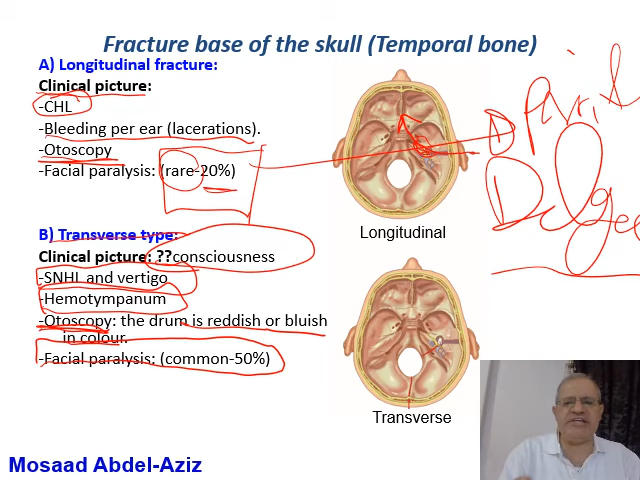 Fracture base of the skull (Temporal bone)
A) Longitudinal fracture:
Clinical picture:
-CHL
-Bleeding per ear (lacerations).
-Otoscopy
-Facial paralysis: (rare-20%)
B) Transverse type:
Clinical picture: ??consciousness
-SNHL and vertigo
-Hemotympanum
-Otoscopy: the drum is reddish or bluish
in colour.
-Facial paralysis: (common-50%)
Longitudinal
Transverse
Mosaad Abdel-Aziz